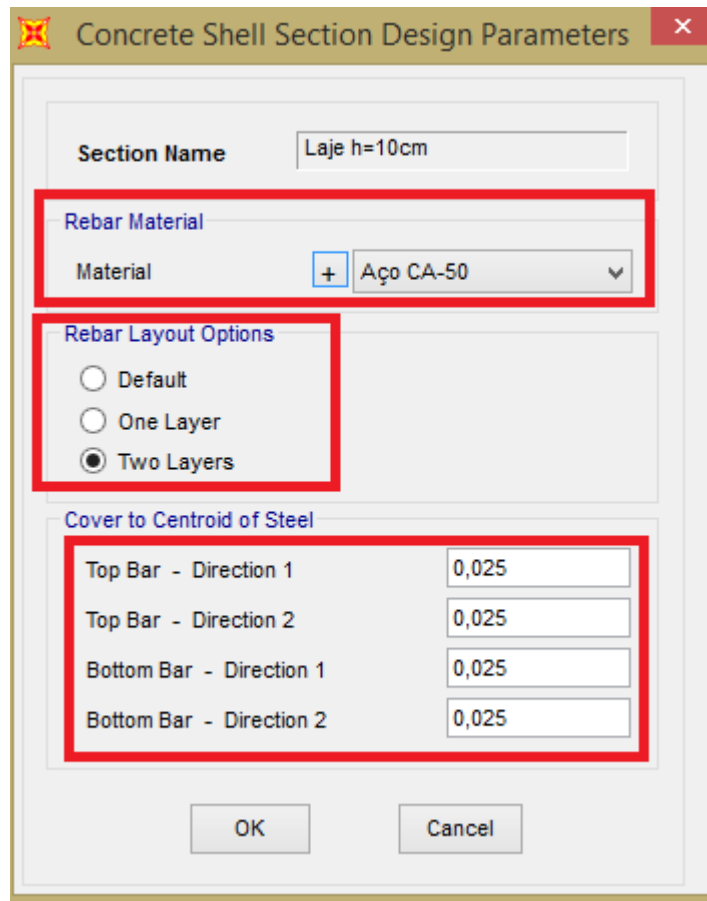 Concrete Shell Section Design Parameters
Section Name Laje h=10cm
Rebar Material
Material + Aço CA-50
Rebar Layout Options
Default
One Layer
Two Layers
Cover to Centroid of Steel
Top Bar - Direction 1 0,025
Top Bar - Direction 2 0,025
Bottom Bar - Direction 1 0,025
Bottom Bar - Direction 2 0,025
OK Cancel